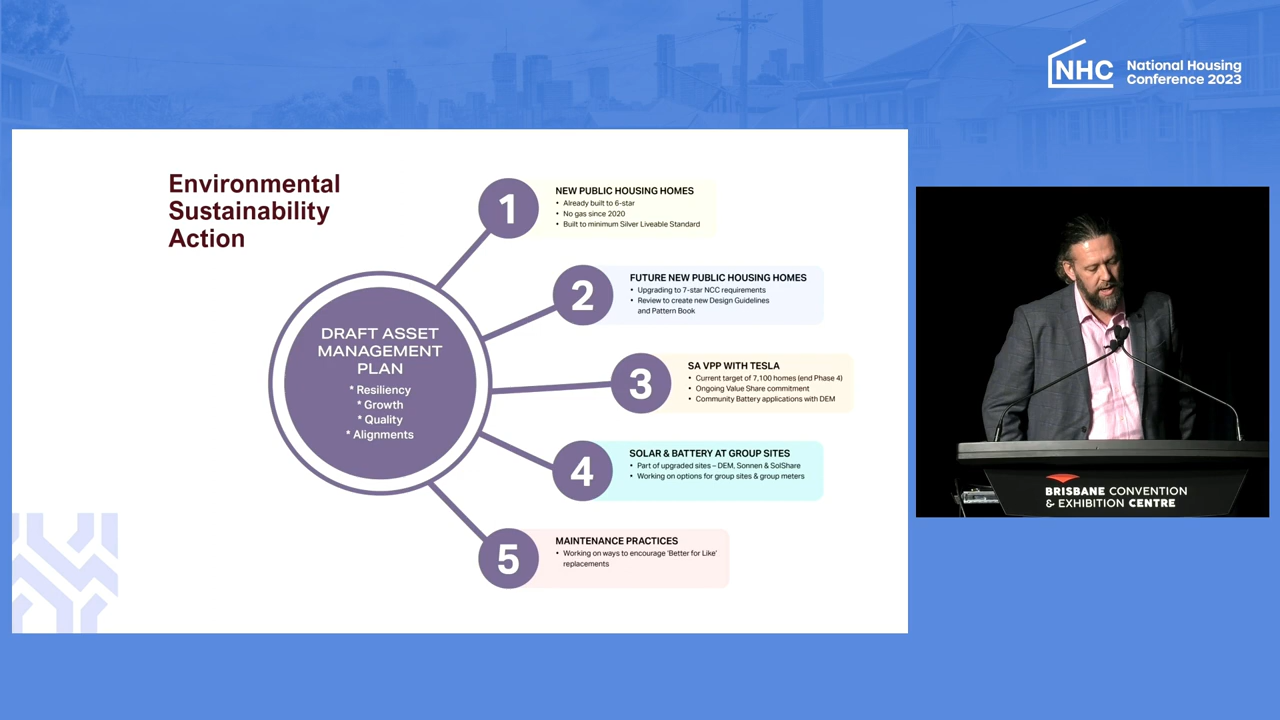 NHC National Housing
Conference 2023
Environmental
Sustainability
Action
DRAFT ASSET
MANAGEMENT
PLAN
* Resiliency
* Growth
* Quality
* Alignments
1
NEW PUBLIC HOUSING HOMES
• Already built to 6-star
• No gas since 2020
• Built to minimum Silver Liveable Standard
2
FUTURE NEW PUBLIC HOUSING HOMES
• Upgrading to 7-star NCC requirements
• Review to create new Design Guidelines
and Pattern Book
3
SA VPP WITH TESLA
• Current target of 7,100 homes (end Phase 4)
• Ongoing Value Share commitment
• Community Battery applications with DEM
4
SOLAR & BATTERY AT GROUP SITES
• Part of upgraded sites – DEM, Sonnen & SolShare
• Working on options for group sites & group meters
5
MAINTENANCE PRACTICES
• Working on ways to encourage 'Better for Like'
replacements
BRISBANE CONVENTION
& EXHIBITION CENTRE